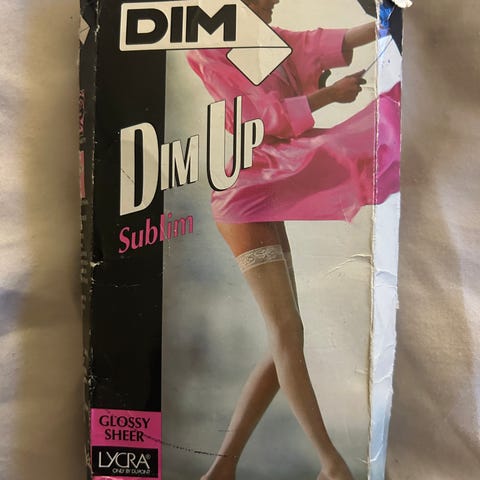 DIM
DIM UP
Sublim
GLOSSY
SHEER
LYCRA®
ONLY BY DUPONT